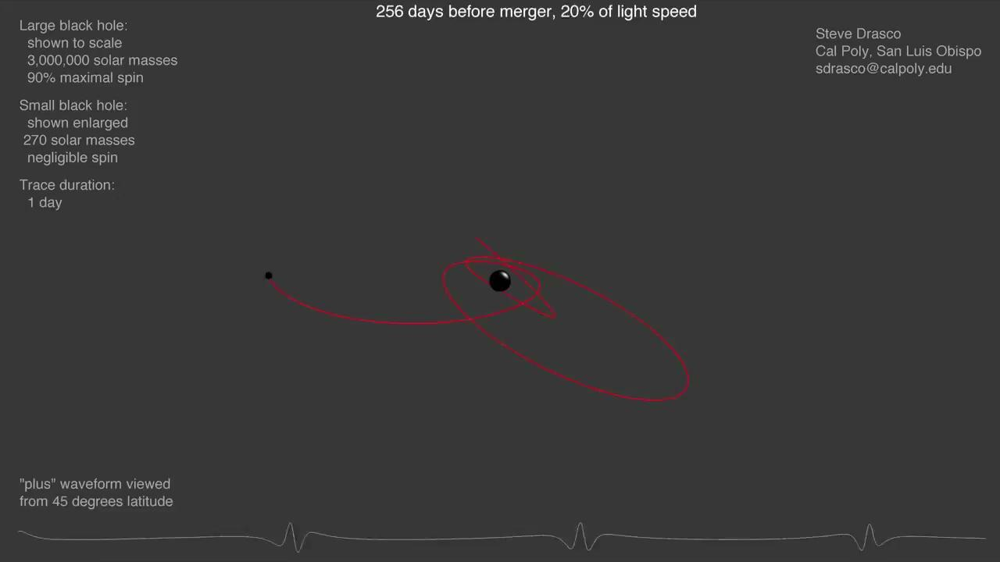 256 days before merger, 20% of light speed
Large black hole:
shown to scale
3,000,000 solar masses
90% maximal spin
Small black hole:
shown enlarged
270 solar masses
negligible spin
Trace duration:
1 day
Steve Drasco
Cal Poly, San Luis Obispo
sdrasco@calpoly.edu
"plus" waveform viewed
from 45 degrees latitude